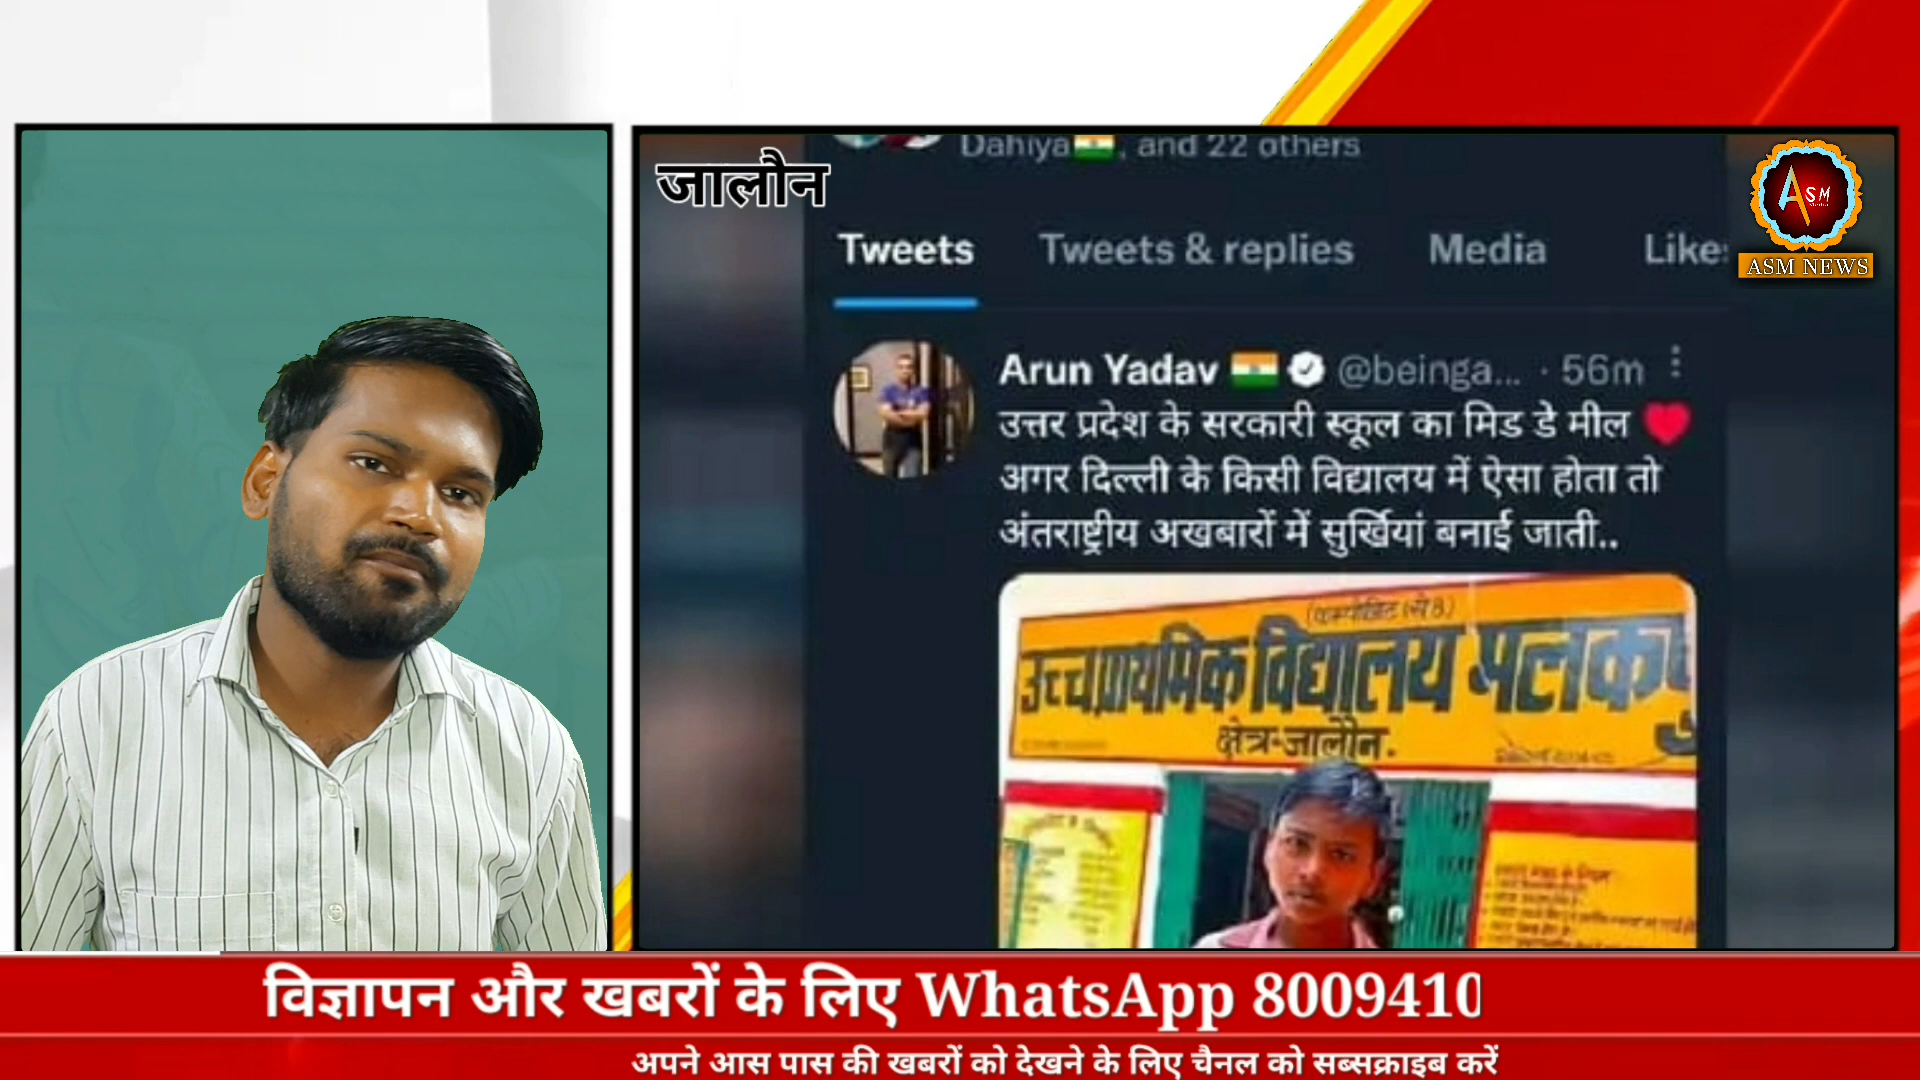 Dahiya🇮🇳, and 22 others
जालौन
Tweets Tweets & replies Media Like
ASM
ASM NEWS
Arun Yadav 🇮🇳 @beinga... · 56m
उत्तर प्रदेश के सरकारी स्कूल का मिड डे मील ❤️
अगर दिल्ली के किसी विद्यालय में ऐसा होता तो
अंतराष्ट्रीय अखबारों में सुर्खियां बनाई जाती..
उच्च प्राथमिक विद्यालय मलक
क्षेत्र-जालौन.
विज्ञापन और खबरों के लिए WhatsApp 8009410
अपने आस पास की खबरों को देखने के लिए चैनल को सब्सक्राइब करें